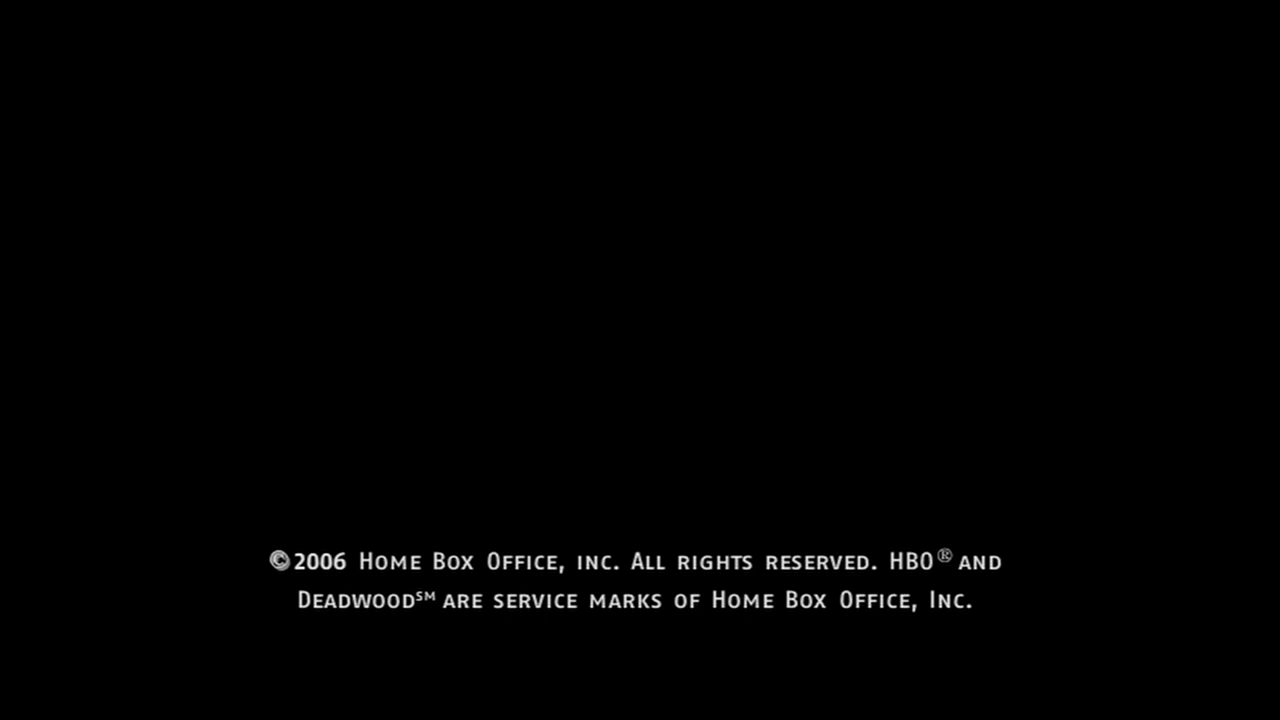 ©2006 Home Box Office, inc. All rights reserved. HBO® and
Deadwood℠ are service marks of Home Box Office, Inc.